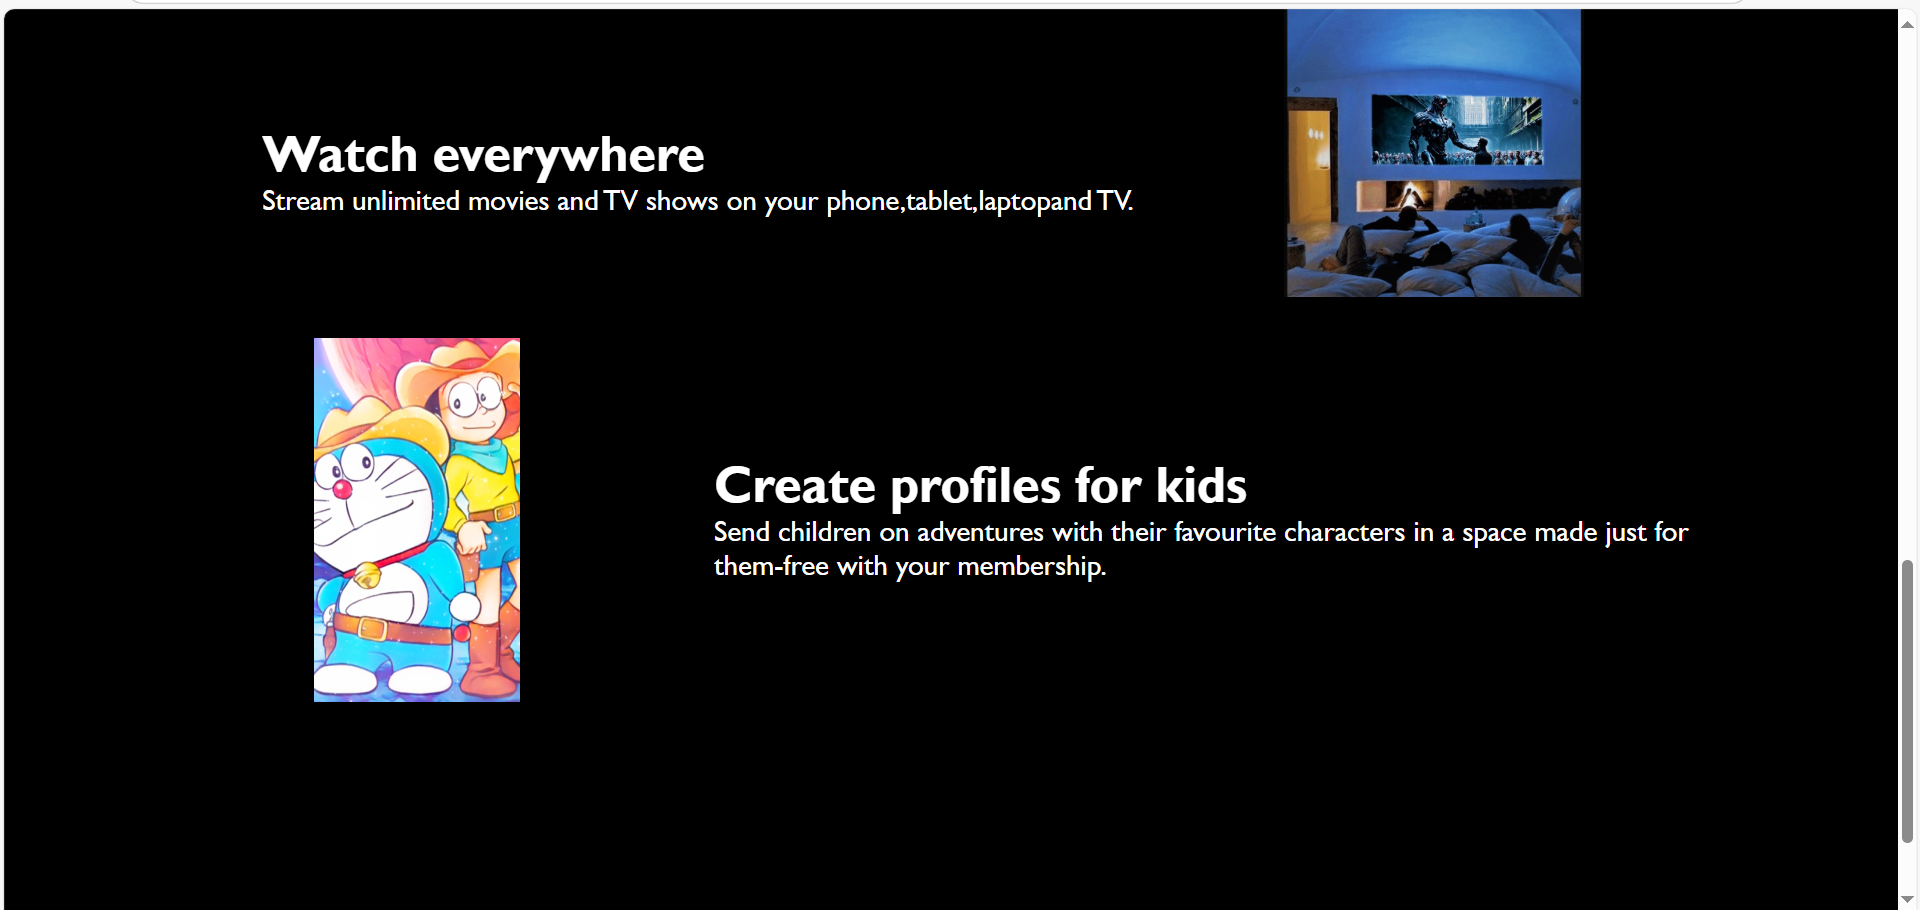 Watch everywhere
Stream unlimited movies and TV shows on your phone,tablet,laptopand TV.
Create profiles for kids
Send children on adventures with their favourite characters in a space made just for
them-free with your membership.